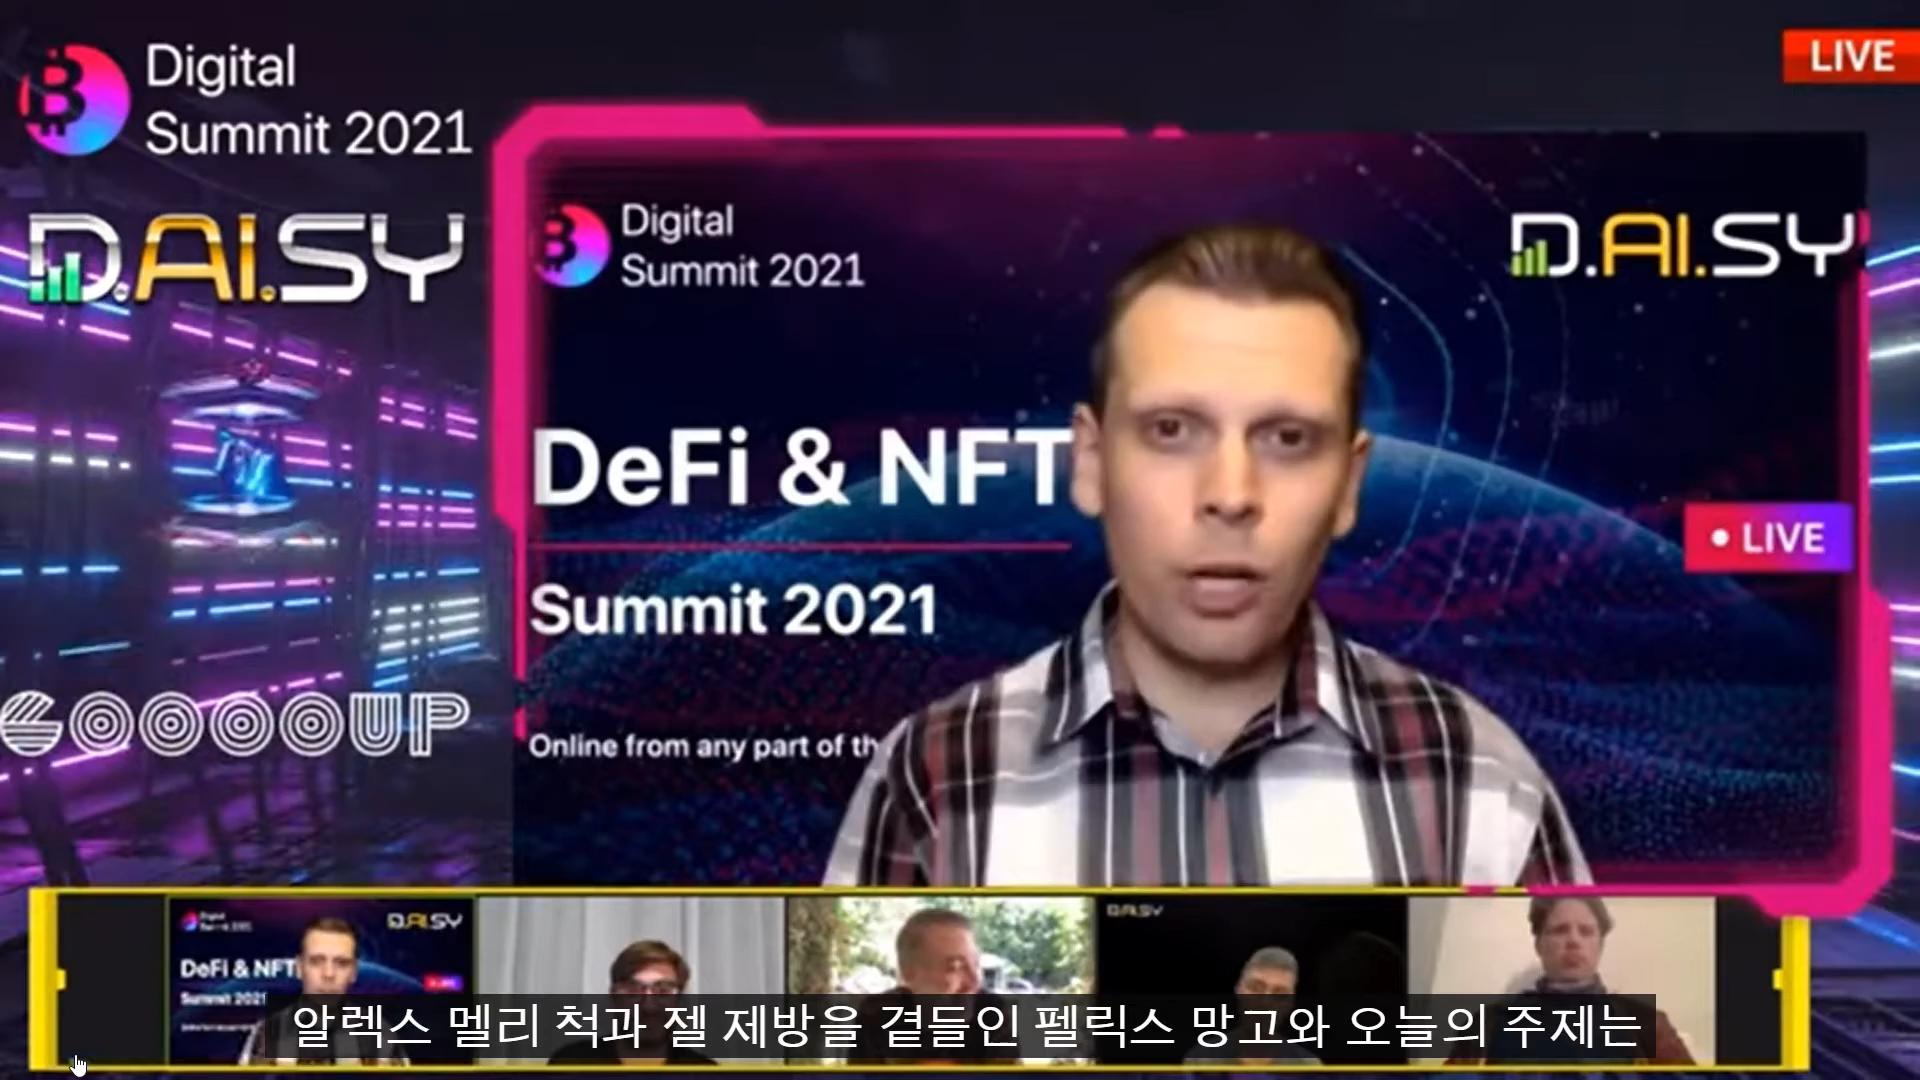 Digital
Summit 2021
LIVE
D.AI.SY
GOOOOUP
Digital
Summit 2021
D.AI.SY
DeFi & NFT
LIVE
Summit 2021
Online from any part of th
D.AI.SY
DeFi & NFT
Summit 2021
D.AI.SY
알렉스 멜리 척과 젤 제방을 곁들인 펠릭스 망고와 오늘의 주제는